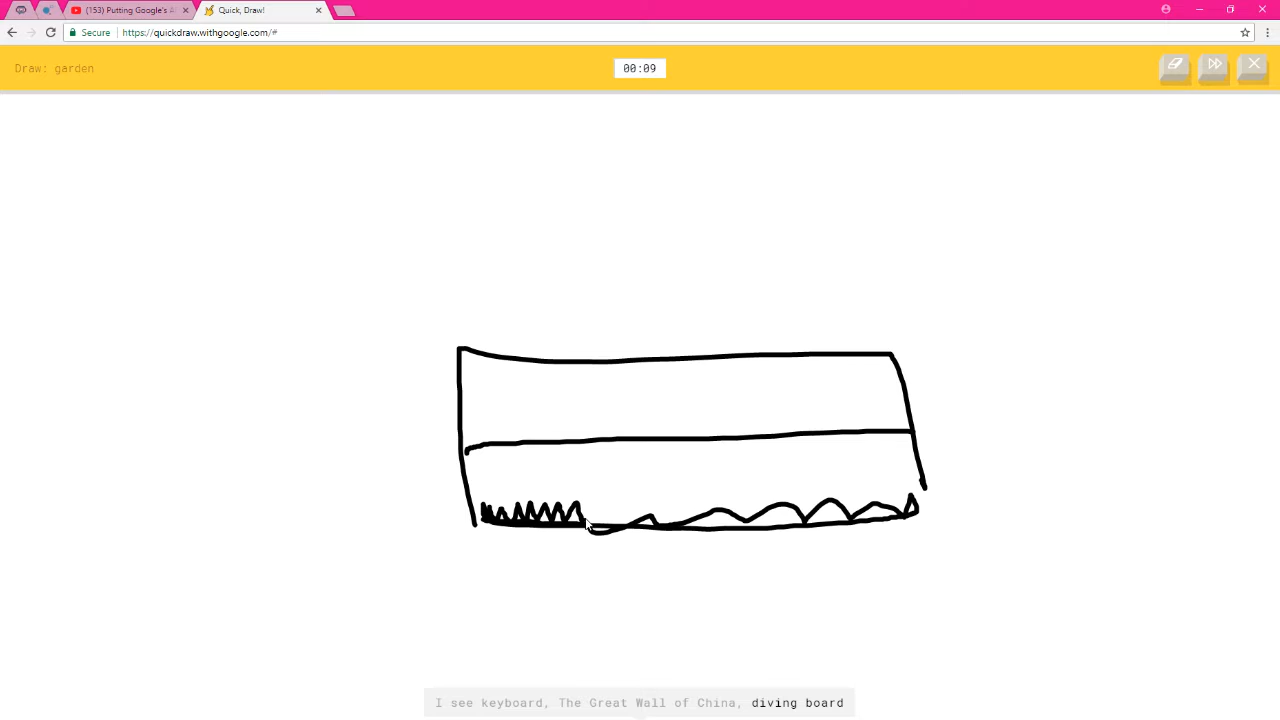 (153) Putting Google's A
Quick, Draw!
Secure
https://quickdraw.withgoogle.com/#
Draw: garden
00:09
I see keyboard, The Great Wall of China, diving board